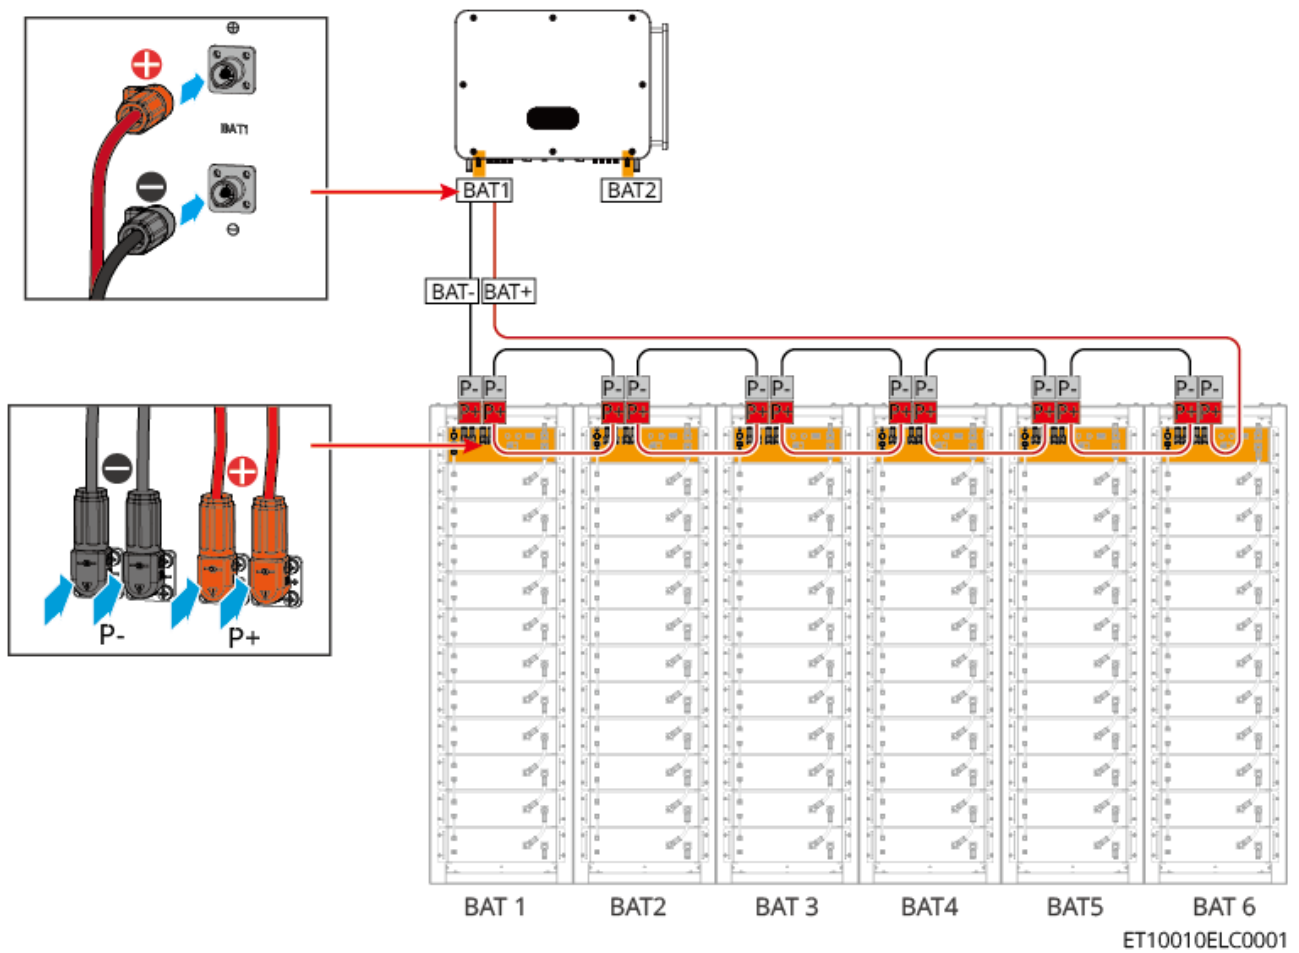 BAT1
BAT1
BAT2
BAT-
BAT+
P- P- P- P- P- P- P- P- P- P- P- P-
P+ P+ P+ P+ P+ P+ P+ P+ P+ P+ P+ P+
P-
P+
BAT 1
BAT2
BAT 3
BAT4
BAT5
BAT 6
ET10010ELC0001